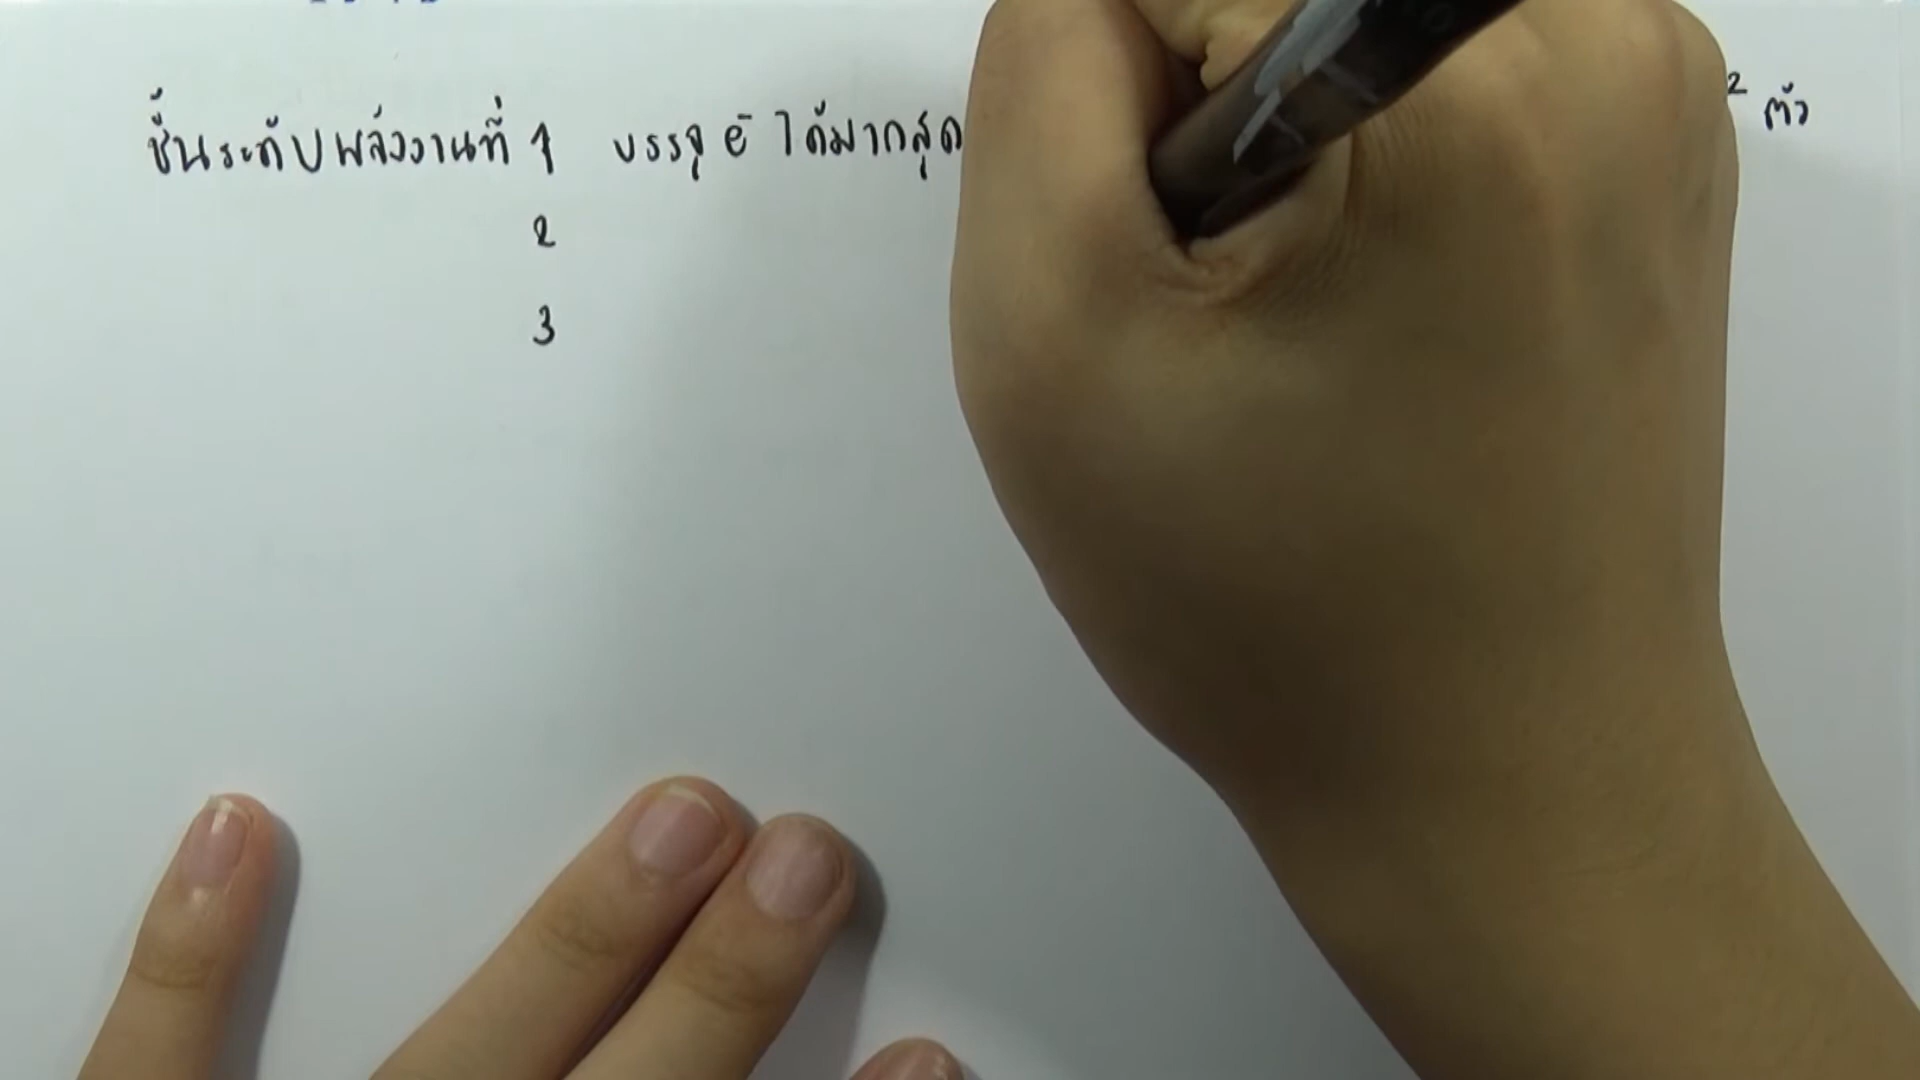 ชั้นระดับพลังงานที่ 1 บรรจุ e⁻ ได้มากสุด ² ตัว
2
3